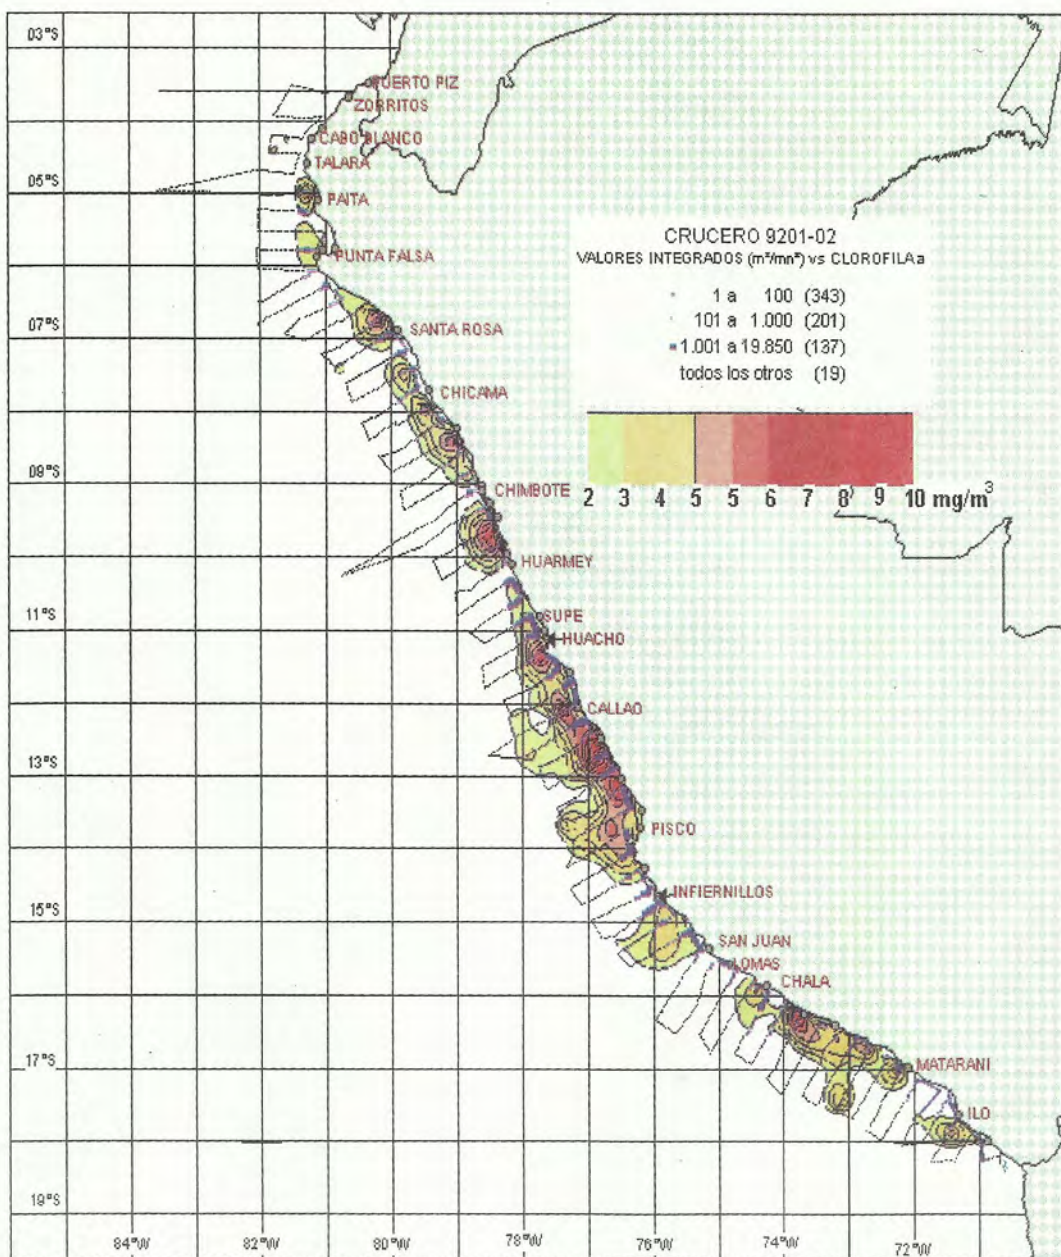 03°S
PUERTO PIZ
ZORRITOS
CABO BLANCO
TALARA
05°S
PAITA
PUNTA FALSA
CRUCERO 9201-02
VALORES INTEGRADOS (m²/mn²) vs CLOROFILA a
1 a 100 (343)
101 a 1.000 (201)
1.001 a 19.850 (137)
todos los otros (19)
2 3 4 5 5 6 7 8) 9 10 mg/m³
07°S
SANTA ROSA
CHICAMA
09°S
CHIMBOTE
HUARMEY
11°S
SUPE
HUACHO
CALLAO
13°S
PISCO
INFIERNILLOS
15°S
SAN JUAN
LOMAS
CHALA
17°S
MATARANI
ILO
19°S
84°W 82°W 80°W 78°W 76°W 74°W 72°W